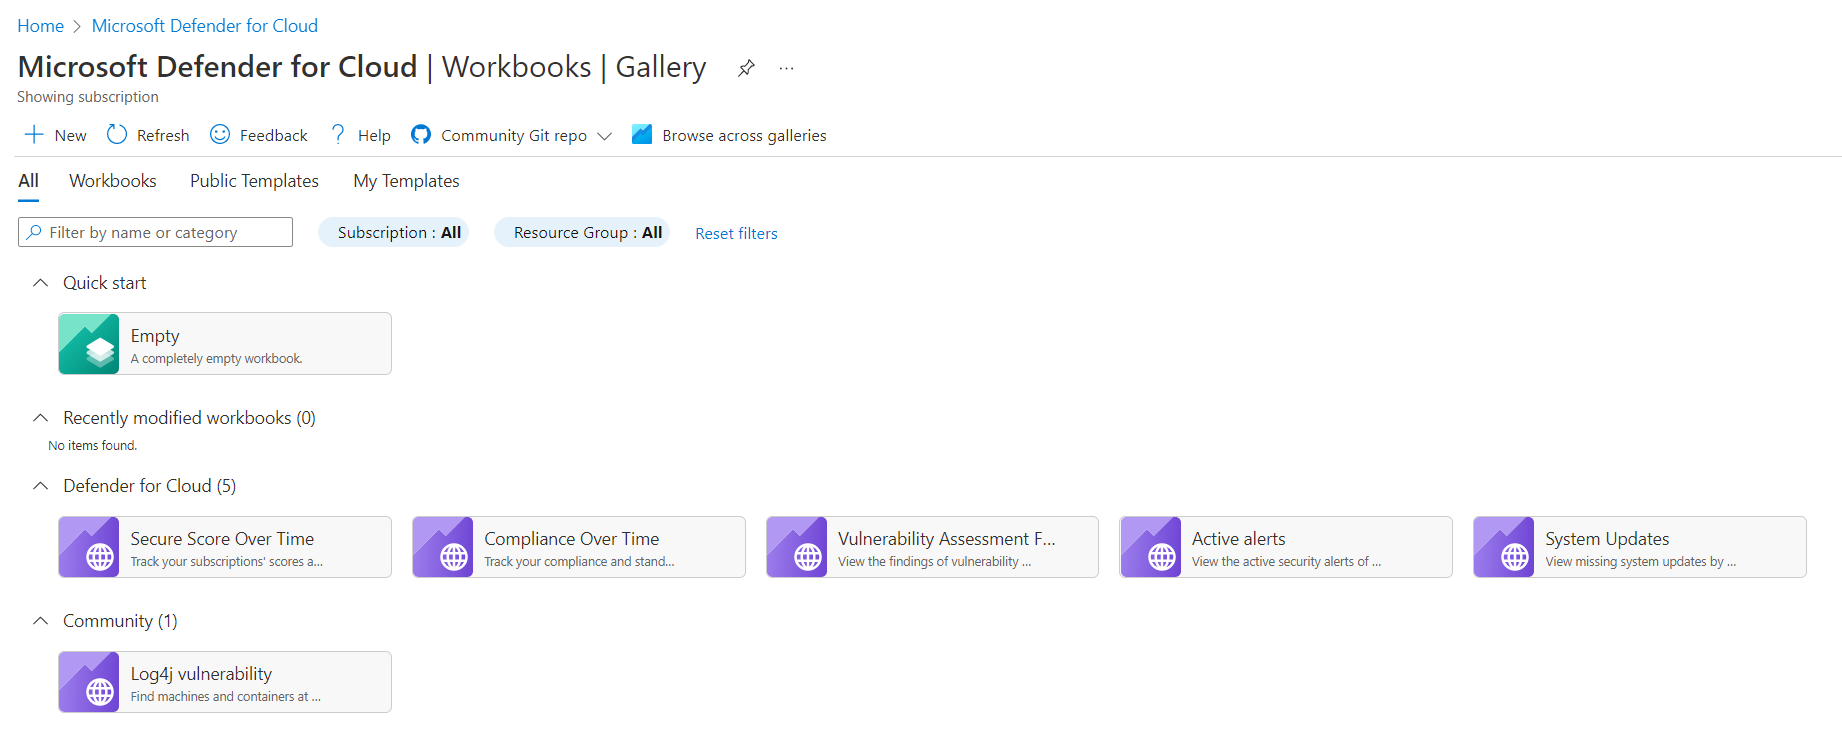 Home > Microsoft Defender for Cloud
Microsoft Defender for Cloud | Workbooks | Gallery ...
Showing subscription
New Refresh Feedback ? Help Community Git repo Browse across galleries
All Workbooks Public Templates My Templates
Filter by name or category Subscription : All Resource Group : All Reset filters
Quick start
Empty
A completely empty workbook.
Recently modified workbooks (0)
No items found.
Defender for Cloud (5)
Secure Score Over Time
Track your subscriptions' scores a...
Compliance Over Time
Track your compliance and stand...
Vulnerability Assessment F...
View the findings of vulnerability ...
Active alerts
View the active security alerts of ...
System Updates
View missing system updates by ...
Community (1)
Log4j vulnerability
Find machines and containers at ...